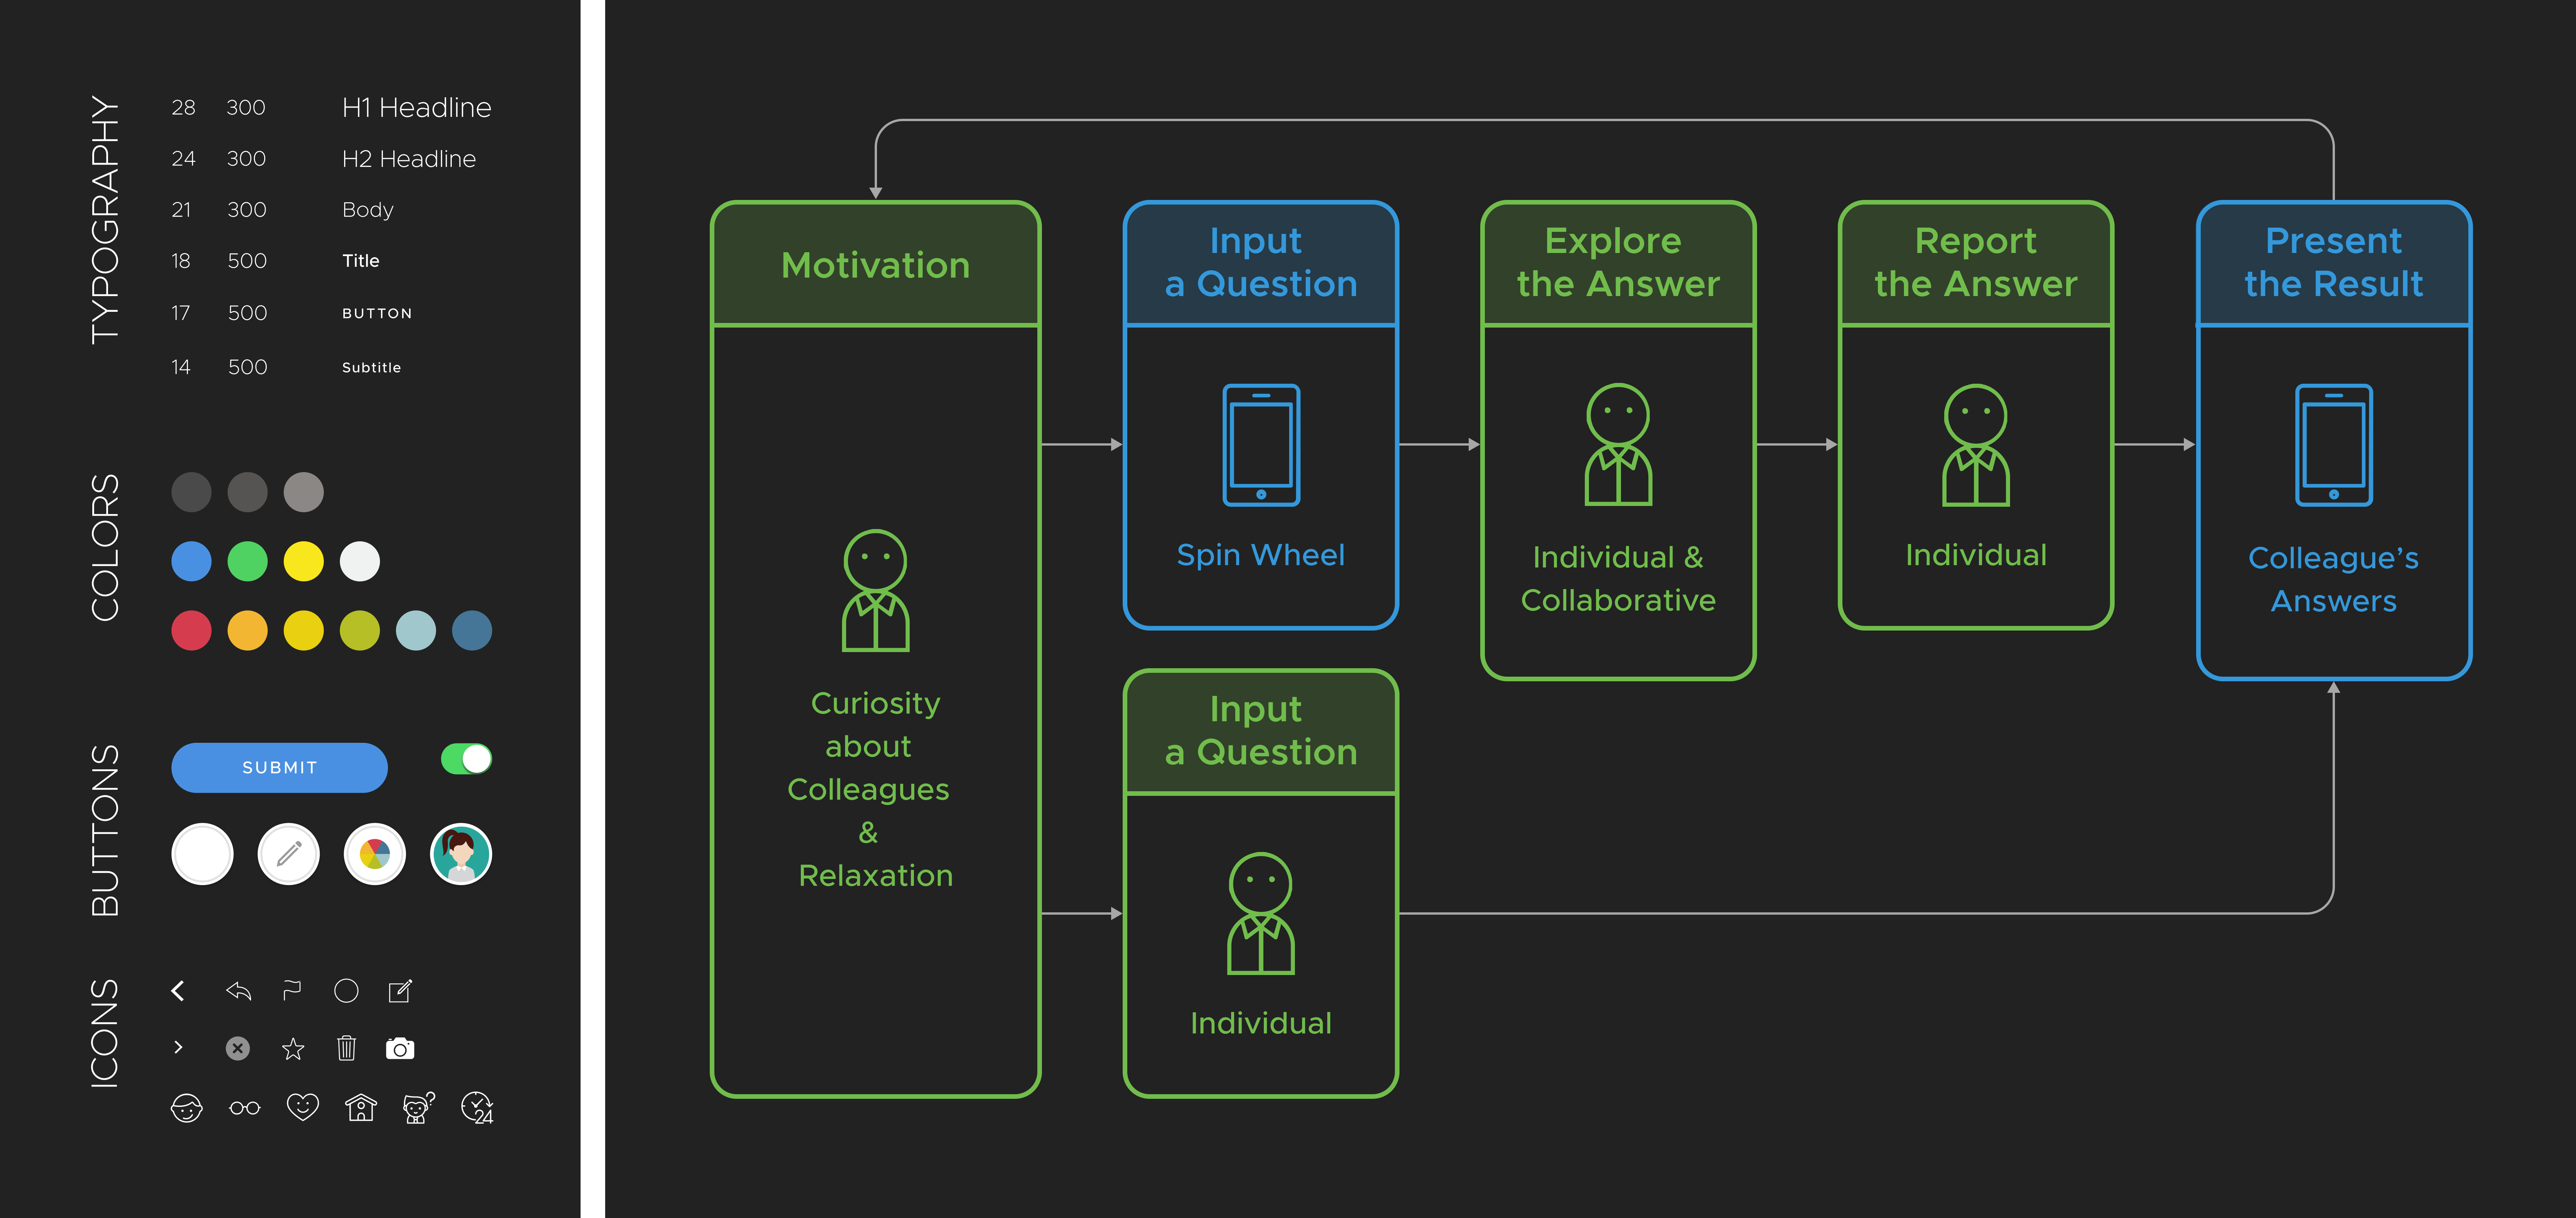 TYPOGRAPHY
28 300 H1 Headline
24 300 H2 Headline
21 300 Body
18 500 Title
17 500 BUTTON
14 500 Subtitle
COLORS
BUTTONS
SUBMIT
ICONS
?
24
Motivation
Curiosity
about
Colleagues
&
Relaxation
Input
a Question
Spin Wheel
Explore
the Answer
Individual &
Collaborative
Report
the Answer
Individual
Present
the Result
Colleague’s
Answers
Input
a Question
Individual